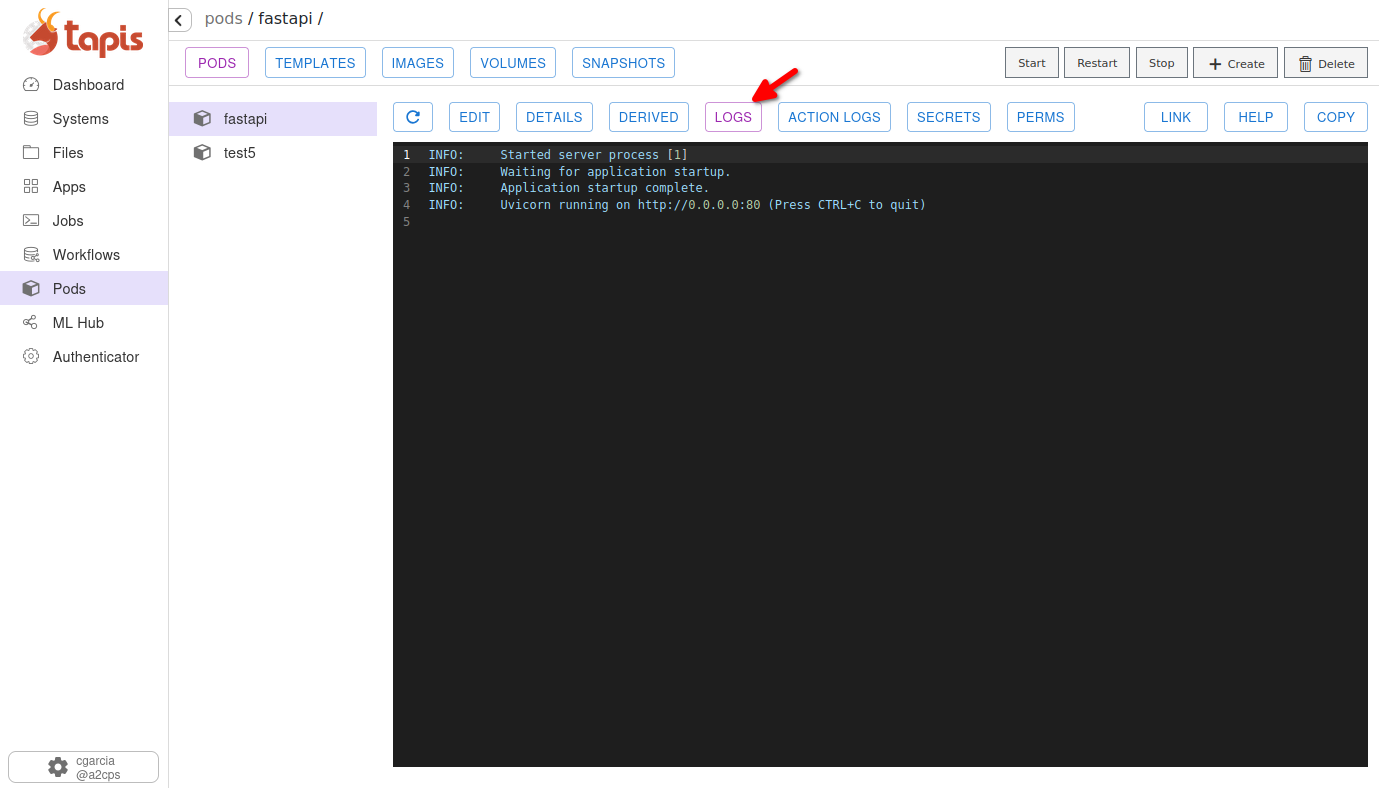 tapis
pods / fastapi /
PODS TEMPLATES IMAGES VOLUMES SNAPSHOTS Start Restart Stop + Create Delete
Dashboard
Systems
Files
Apps
Jobs
Workflows
Pods
ML Hub
Authenticator
fastapi
test5
EDIT DETAILS DERIVED LOGS ACTION LOGS SECRETS PERMS LINK HELP COPY
1 INFO: Started server process [1]
2 INFO: Waiting for application startup.
3 INFO: Application startup complete.
4 INFO: Uvicorn running on http://0.0.0.0:80 (Press CTRL+C to quit)
5
cgarcia
@a2cps